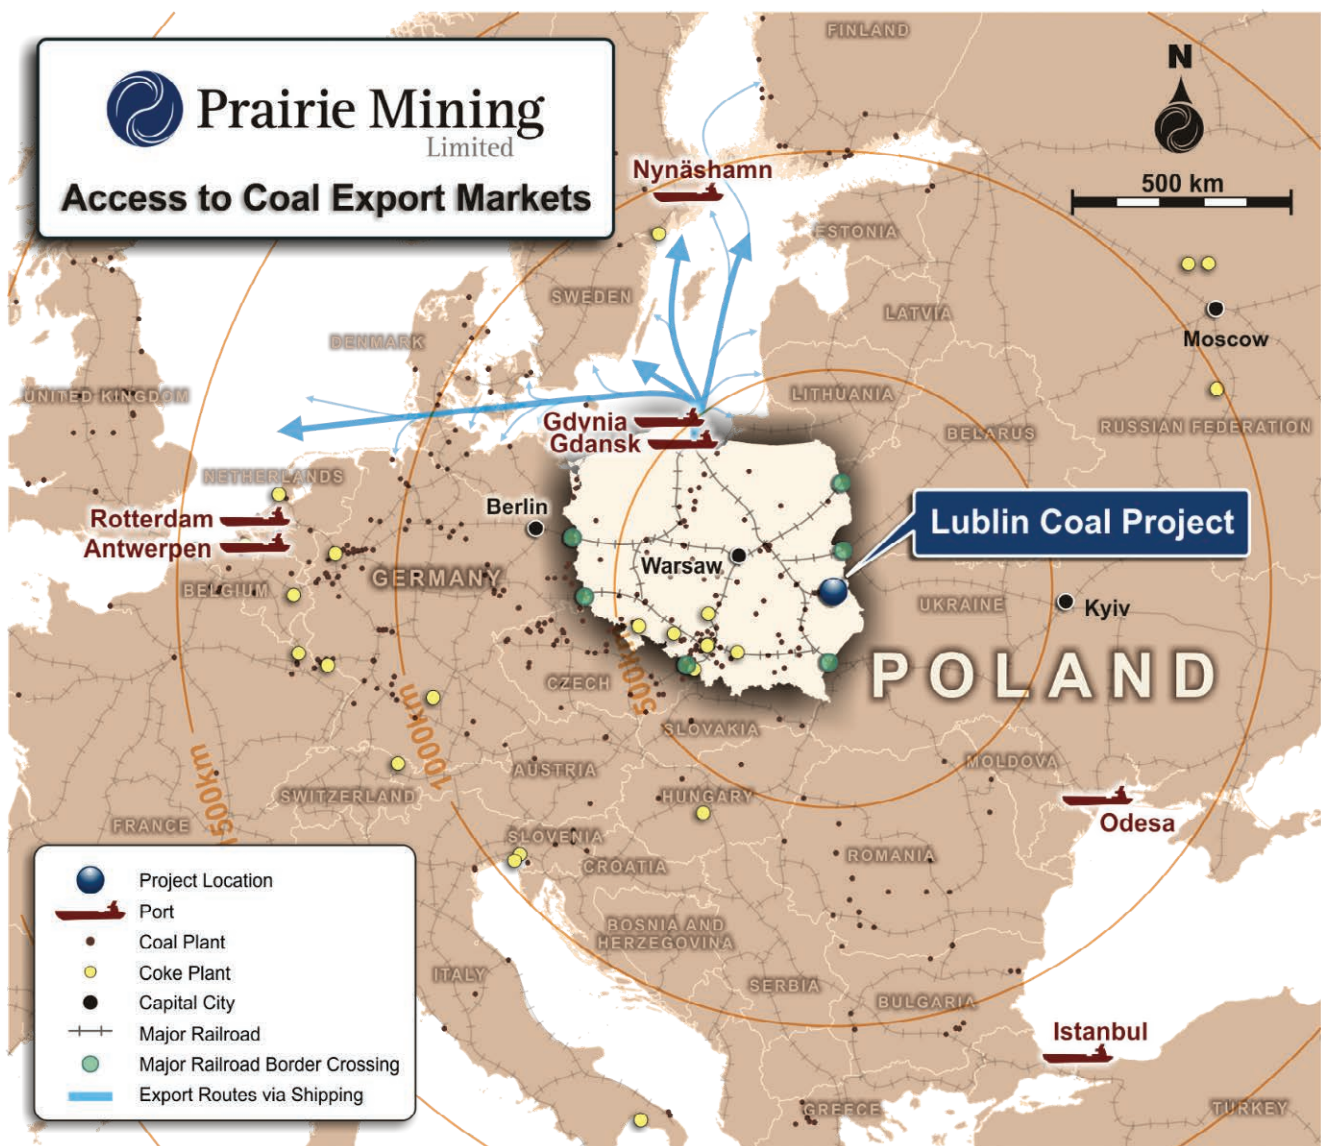 Prairie Mining
Limited
Access to Coal Export Markets
FINLAND
N
500 km
Nynäshamn
ESTONIA
SWEDEN
LATVIA
DENMARK
Moscow
UNITED KINGDOM
LITHUANIA
Gdynia
Gdansk
BELARUS
RUSSIAN FEDERATION
NETHERLANDS
Berlin
Rotterdam
Antwerpen
Lublin Coal Project
Warsaw
GERMANY
BELGIUM
UKRAINE
Kyiv
POLAND
CZECH
500km
1000km
1500km
SLOVAKIA
AUSTRIA
MOLDOVA
SWITZERLAND
HUNGARY
FRANCE
Odesa
SLOVENIA
CROATIA
ROMANIA
BOSNIA AND
HERZEGOVINA
ITALY
SERBIA
BULGARIA
Istanbul
GREECE
TURKEY
Project Location
Port
Coal Plant
Coke Plant
Capital City
Major Railroad
Major Railroad Border Crossing
Export Routes via Shipping